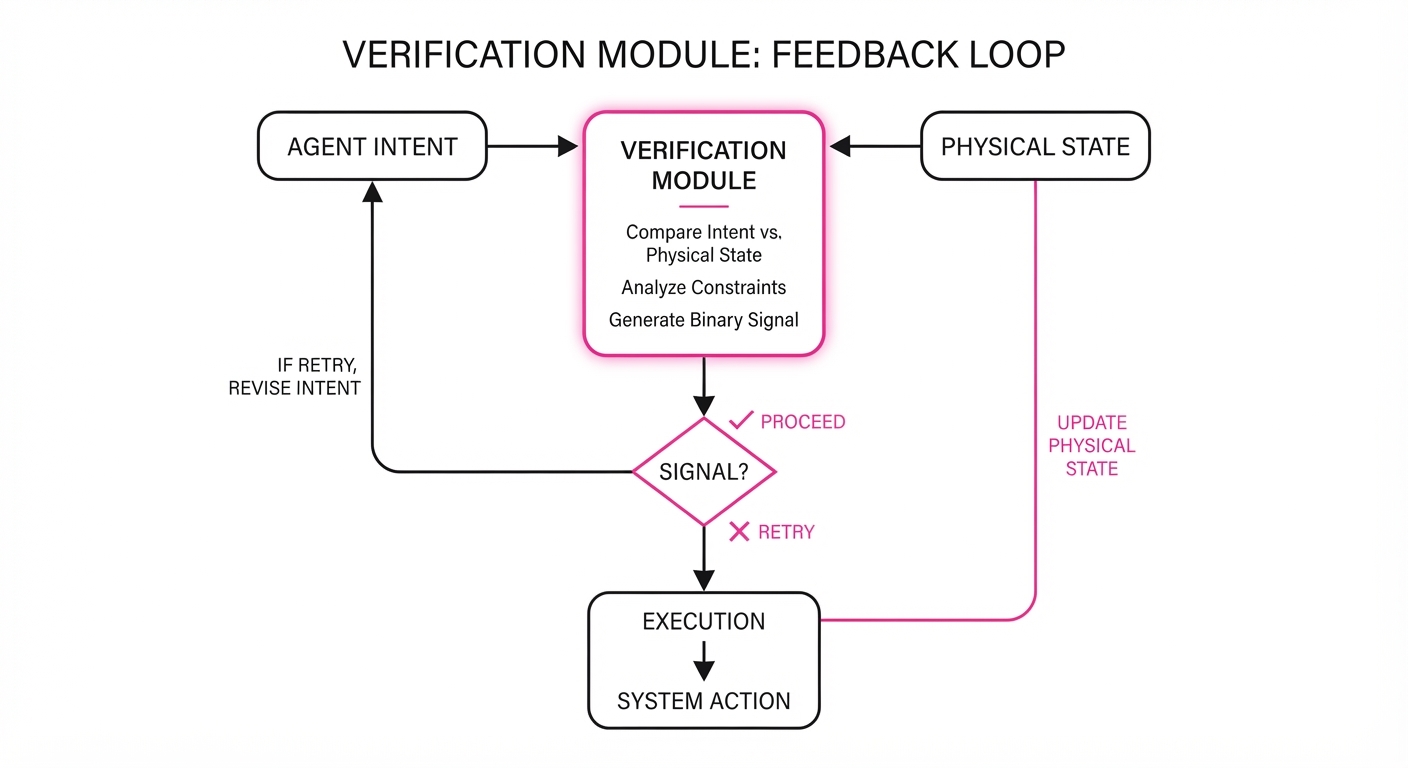 VERIFICATION MODULE: FEEDBACK LOOP
AGENT INTENT
VERIFICATION
MODULE
Compare Intent vs.
Physical State
Analyze Constraints
Generate Binary Signal
PHYSICAL STATE
IF RETRY,
REVISE INTENT
PROCEED
SIGNAL?
RETRY
UPDATE
PHYSICAL
STATE
EXECUTION
SYSTEM ACTION